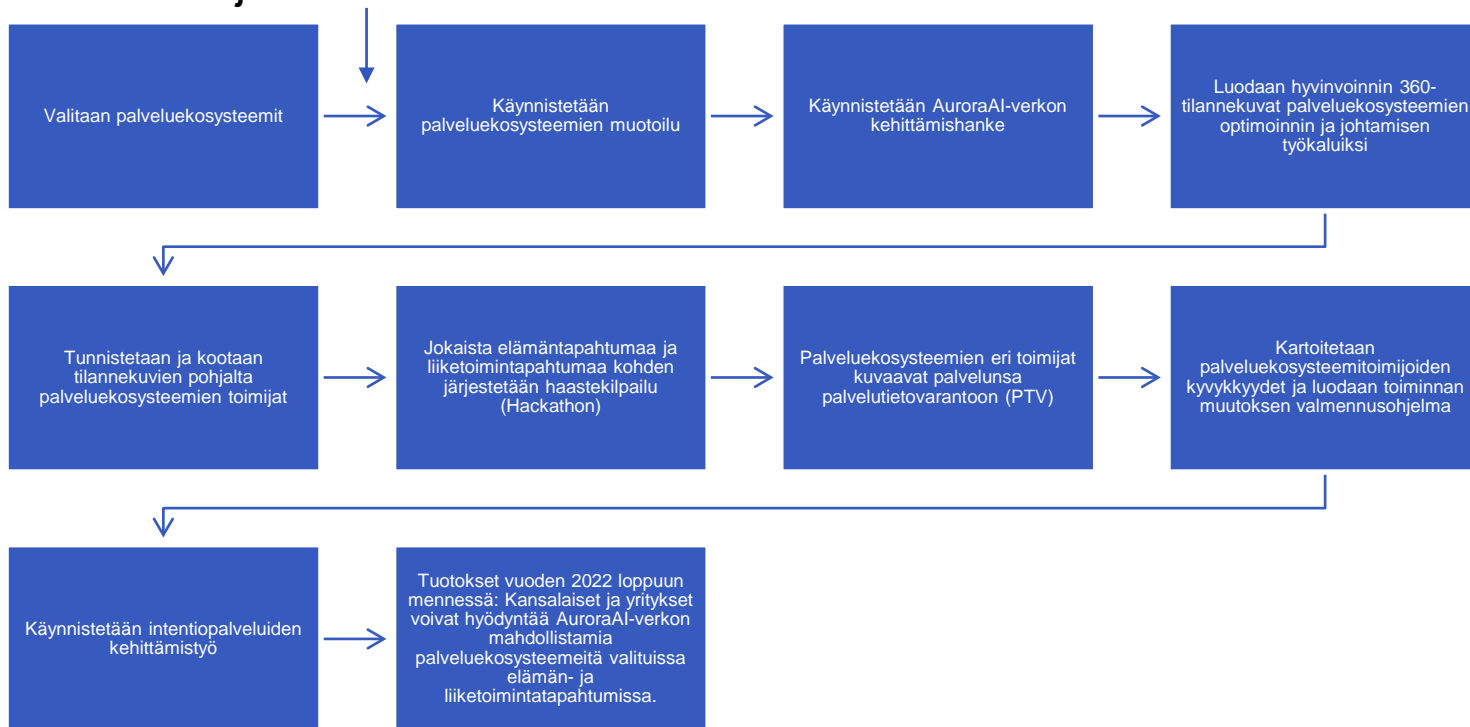 Valitaan palveluekosysteemit
Käynnistetään
palveluekosysteemien muotoilu
Käynnistetään AuroraAI-verkon
kehittämishanke
Luodaan hyvinvoinnin 360-
tilannekuvat palveluekosysteemien
optimoinnin ja johtamisen
työkaluiksi
Tunnistetaan ja kootaan
tilannekuvien pohjalta
palveluekosysteemien toimijat
Jokaista elämäntapahtumaa ja
liiketoimintapahtumaa kohden
järjestetään haastekilpailu
(Hackathon)
Palveluekosysteemien eri toimijat
kuvaavat palvelunsa
palvelutietovarantoon (PTV)
Kartoitetaan
palveluekosysteemitoimijoiden
kyvykkyydet ja luodaan toiminnan
muutoksen valmennusohjelma
Käynnistetään intentiopalveluiden
kehittämistyö
Tuotokset vuoden 2022 loppuun
mennessä: Kansalaiset ja yritykset
voivat hyödyntää AuroraAI-verkon
mahdollistamia
palveluekosysteemeitä valituissa
elämän- ja
liiketoimintatapahtumissa.